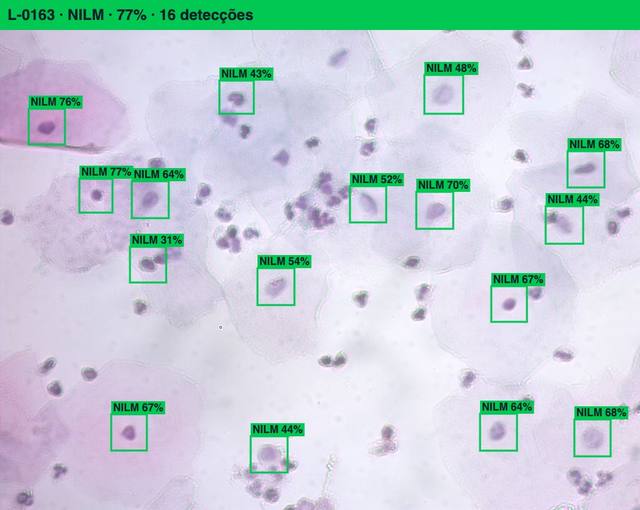 L-0163 · NILM · 77% · 16 detecções
NILM 43%
NILM 48%
NILM 76%
NILM 68%
NILM 77%
NILM 64%
NILM 52%
NILM 70%
NILM 44%
NILM 31%
NILM 54%
NILM 67%
NILM 67%
NILM 44%
NILM 64%
NILM 68%